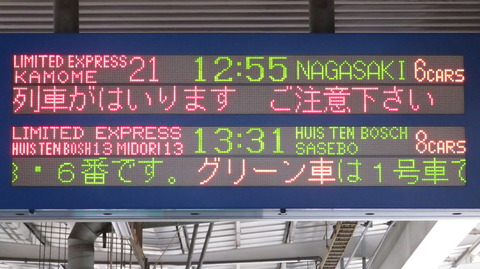 LIMITED EXPRESS
KAMOME 21 12:55 NAGASAKI 6CARS
列車がはいります ご注意下さい
LIMITED EXPRESS HUIS TEN BOSCH
HUIS TEN BOSH13 MIDORI13 13:31 SASEBO 8CARS
・6番です。グリーン車は1号車で